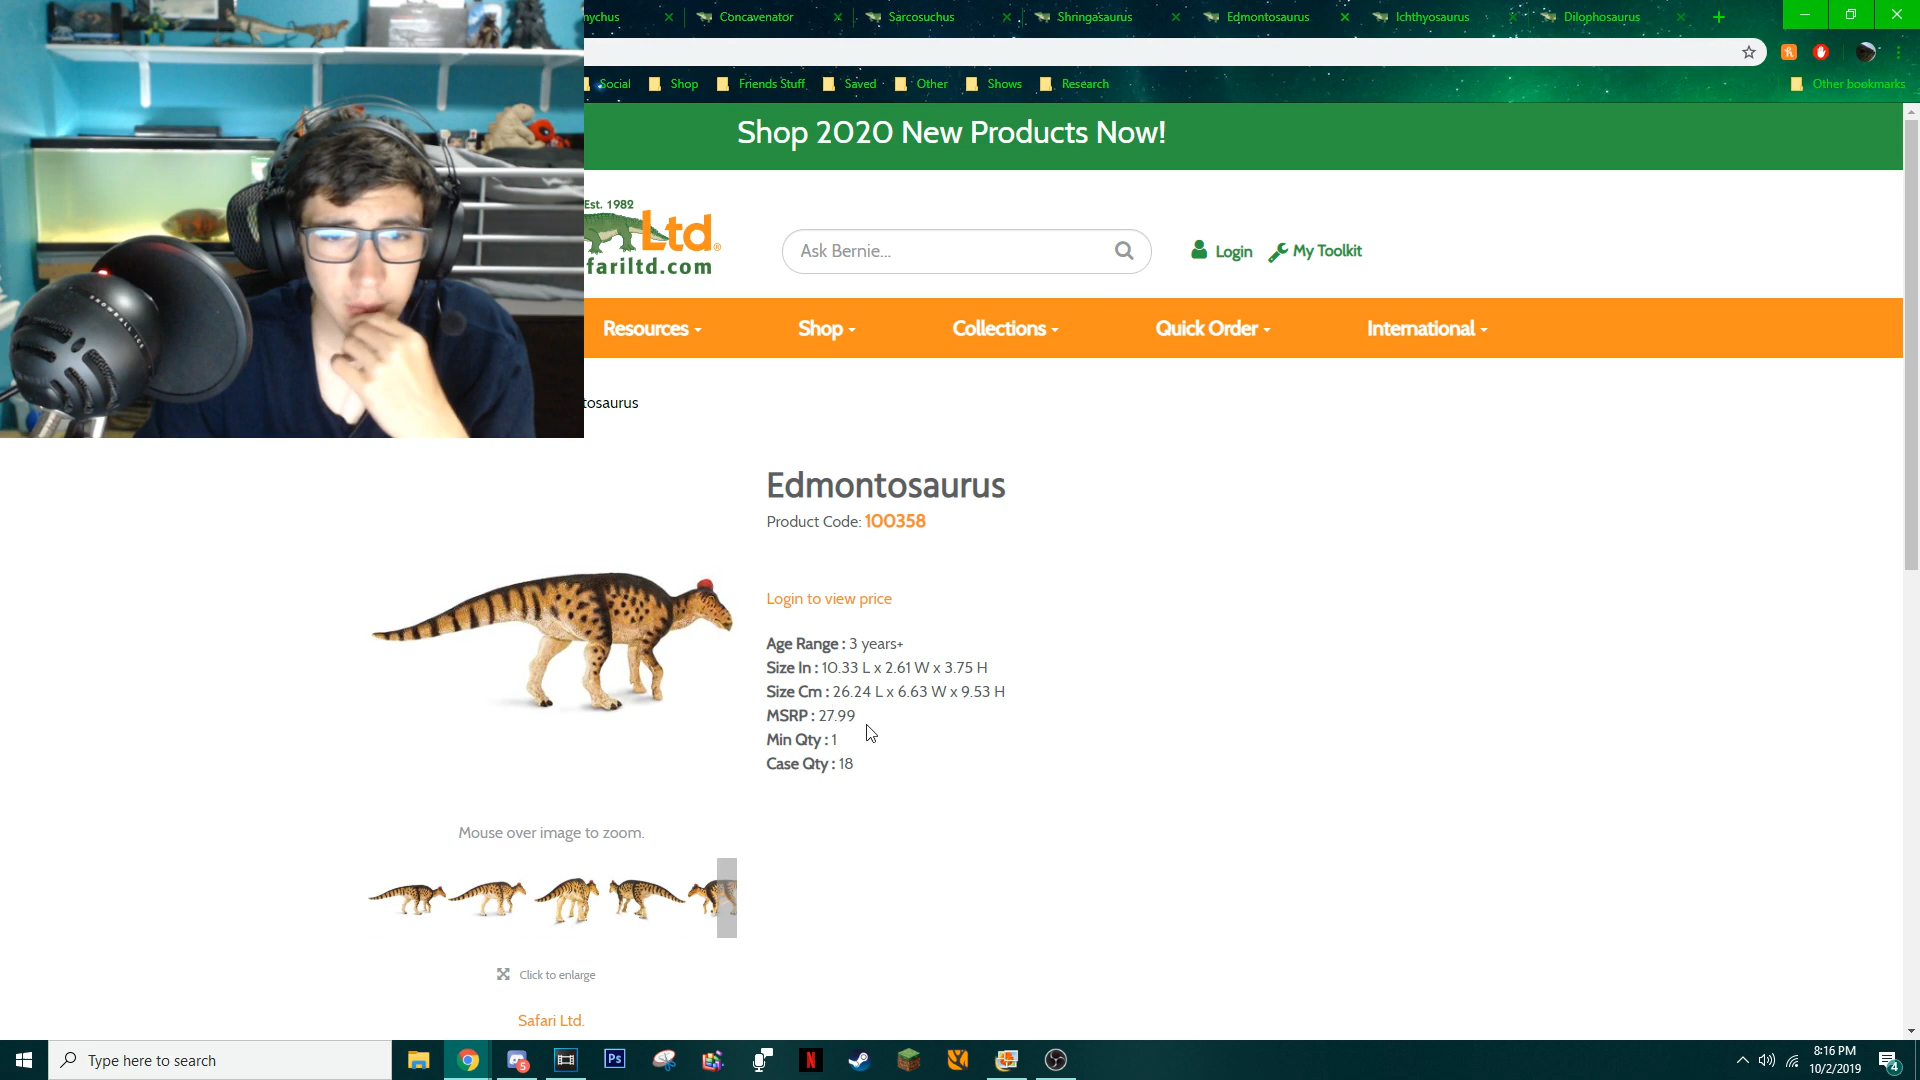 nychus
Concavenator
Sarcosuchus
Shringasaurus
Edmontosaurus
Ichthyosaurus
Dilophosaurus
Social
Shop
Friends Stuff
Saved
Other
Shows
Research
Other bookmarks
Shop 2020 New Products Now!
Est. 1982
Ltd®
fariltd.com
Ask Bernie...
Login
My Toolkit
Resources
Shop
Collections
Quick Order
International
tosaurus
Edmontosaurus
Product Code: 100358
Login to view price
Age Range : 3 years+
Size In : 10.33 L x 2.61 W x 3.75 H
Size Cm : 26.24 L x 6.63 W x 9.53 H
MSRP : 27.99
Min Qty : 1
Case Qty : 18
Mouse over image to zoom.
Click to enlarge
Safari Ltd.
Type here to search
5
Ps
N
8:16 PM
10/2/2019
4